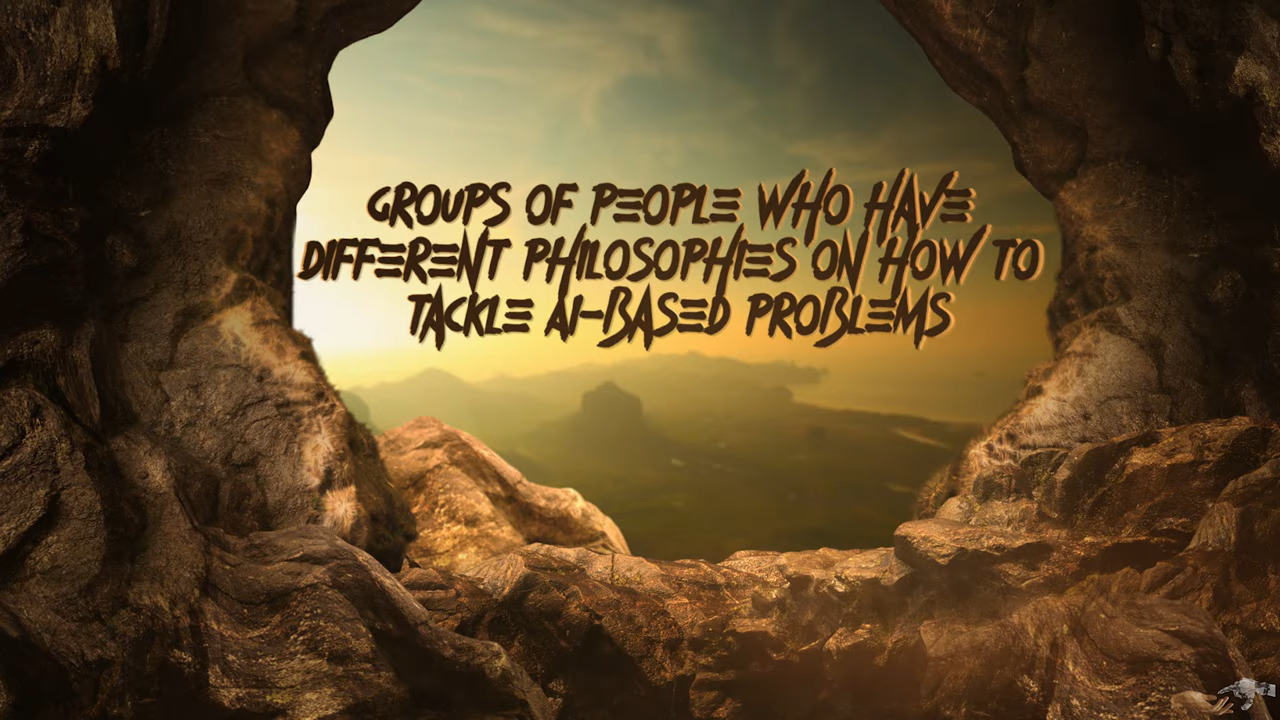 GROUPS OF PEOPLE WHO HAVE
DIFFERENT PHILOSOPHIES ON HOW TO
TACKLE AI-BASED PROBLEMS